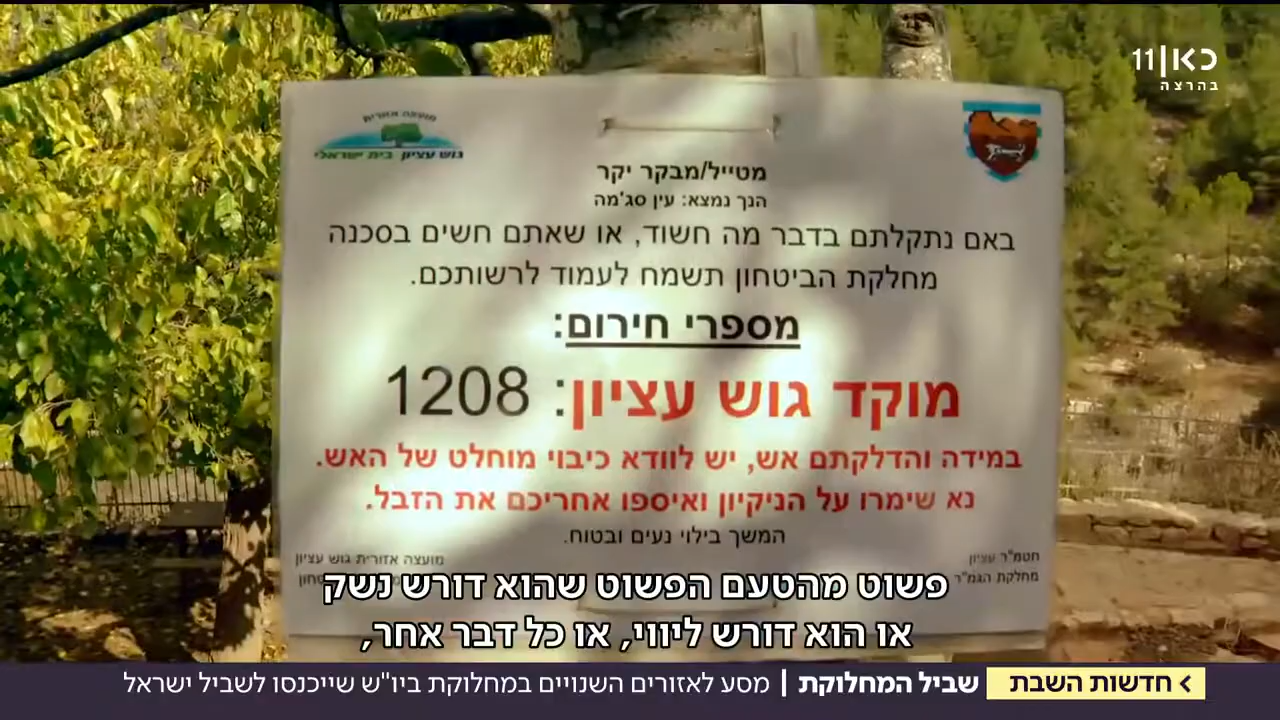 כאן 11
בהרצה
מועצה אזורית
גוש עציון בית ישראלי
מטייל/מבקר יקר
הנך נמצא: עין סג'מה
באם נתקלתם בדבר מה חשוד, או שאתם חשים בסכנה
מחלקת הביטחון תשמח לעמוד לרשותכם.
מספרי חירום:
מוקד גוש עציון: 1208
במידה והדלקתם אש, יש לוודא כיבוי מוחלט של האש.
נא שימרו על הניקיון ואיספו אחריכם את הזבל.
המשך בילוי נעים ובטוח.
חטמ"ר עציון
מחלקת הגמ"ר
מועצה אזורית גוש עציון
פשוט מהטעם הפשוט שהוא דורש נשק
או הוא דורש ליווי, או כל דבר אחר,
חדשות השבת
שביל המחלוקת | מסע לאזורים השנויים במחלוקת ביו"ש שייכנסו לשביל ישראל